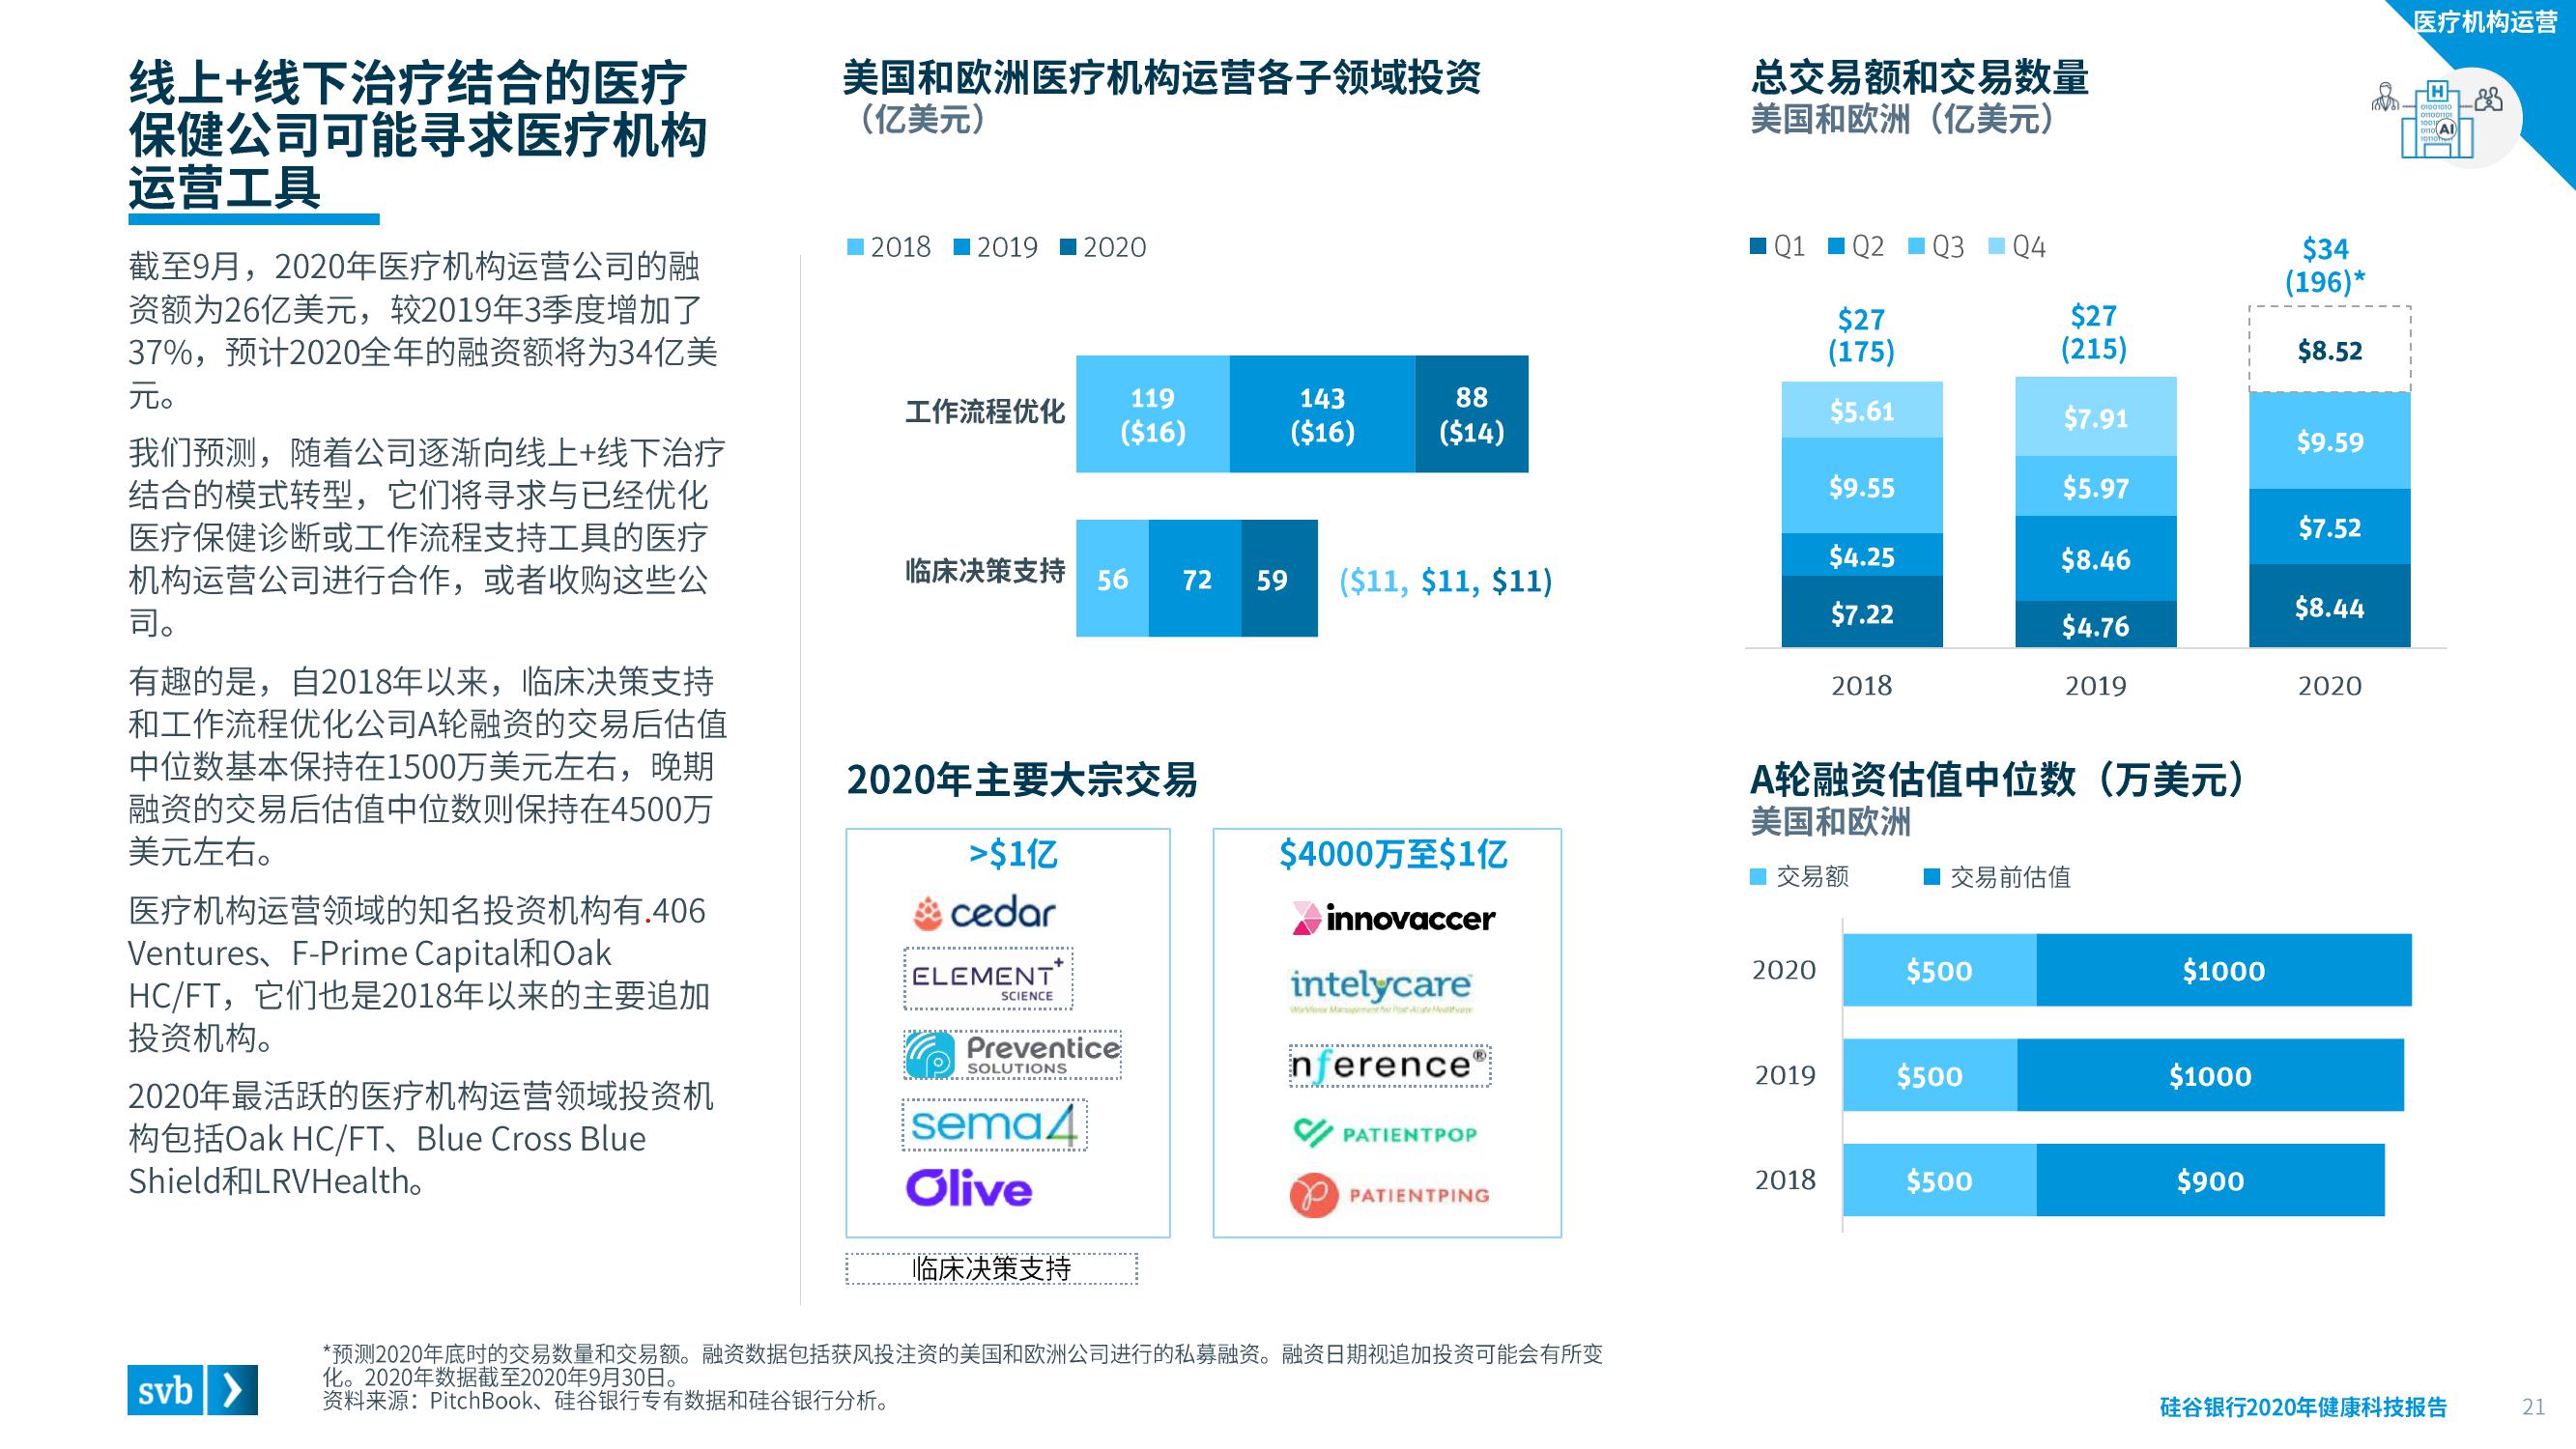 医疗机构运营
线上+线下治疗结合的医疗
保健公司可能寻求医疗机构
运营工具
截至9月，2020年医疗机构运营公司的融
资额为26亿美元，较2019年3季度增加了
37%，预计2020全年的融资额将为34亿美
元。
我们预测，随着公司逐渐向线上+线下治疗
结合的模式转型，它们将寻求与已经优化
医疗保健诊断或工作流程支持工具的医疗
机构运营公司进行合作，或者收购这些公
司。
有趣的是，自2018年以来，临床决策支持
和工作流程优化公司A轮融资的交易后估值
中位数基本保持在1500万美元左右，晚期
融资的交易后估值中位数则保持在4500万
美元左右。
医疗机构运营领域的知名投资机构有.406
Ventures、F-Prime Capital和Oak
HC/FT，它们也是2018年以来的主要追加
投资机构。
2020年最活跃的医疗机构运营领域投资机
构包括Oak HC/FT、Blue Cross Blue
Shield和LRVHealth。
美国和欧洲医疗机构运营各子领域投资
（亿美元）
2018 2019 2020
工作流程优化
119 143 88
($16) ($16) ($14)
临床决策支持 56 72 59 ($11, $11, $11)
2020年主要大宗交易
>$1亿
cedar
ELEMENT+
SCIENCE
Preventice
SOLUTIONS
sema4
Olive
$4000万至$1亿
innovaccer
intelycare
Workforce Management for Post-Acute Healthcare
nference®
PATIENTPOP
PATIENTPING
临床决策支持
总交易额和交易数量
美国和欧洲（亿美元）
H
AI
Q1 Q2 Q3 Q4
$27
(175)
$5.61
$9.55
$4.25
$7.22
2018
$27
(215)
$7.91
$5.97
$8.46
$4.76
2019
$34
(196)*
$8.52
$9.59
$7.52
$8.44
2020
A轮融资估值中位数（万美元）
美国和欧洲
交易额 交易前估值
2020 $500 $1000
2019 $500 $1000
2018 $500 $900
*预测2020年底时的交易数量和交易额。融资数据包括获风投注资的美国和欧洲公司进行的私募融资。融资日期视追加投资可能会有所变
化。2020年数据截至2020年9月30日。
资料来源：PitchBook、硅谷银行专有数据和硅谷银行分析。
svb
硅谷银行2020年健康科技报告 21